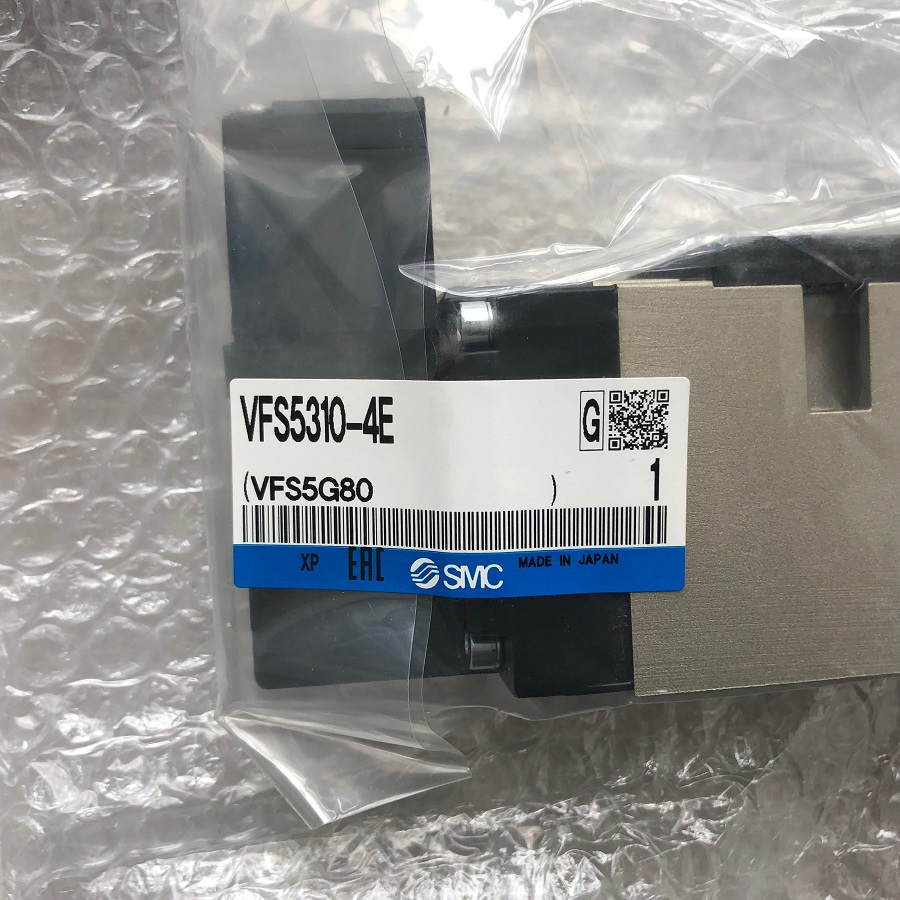 VFS5310-4E G
(VFS5G80 ) 1
XP EAC SMC MADE IN JAPAN